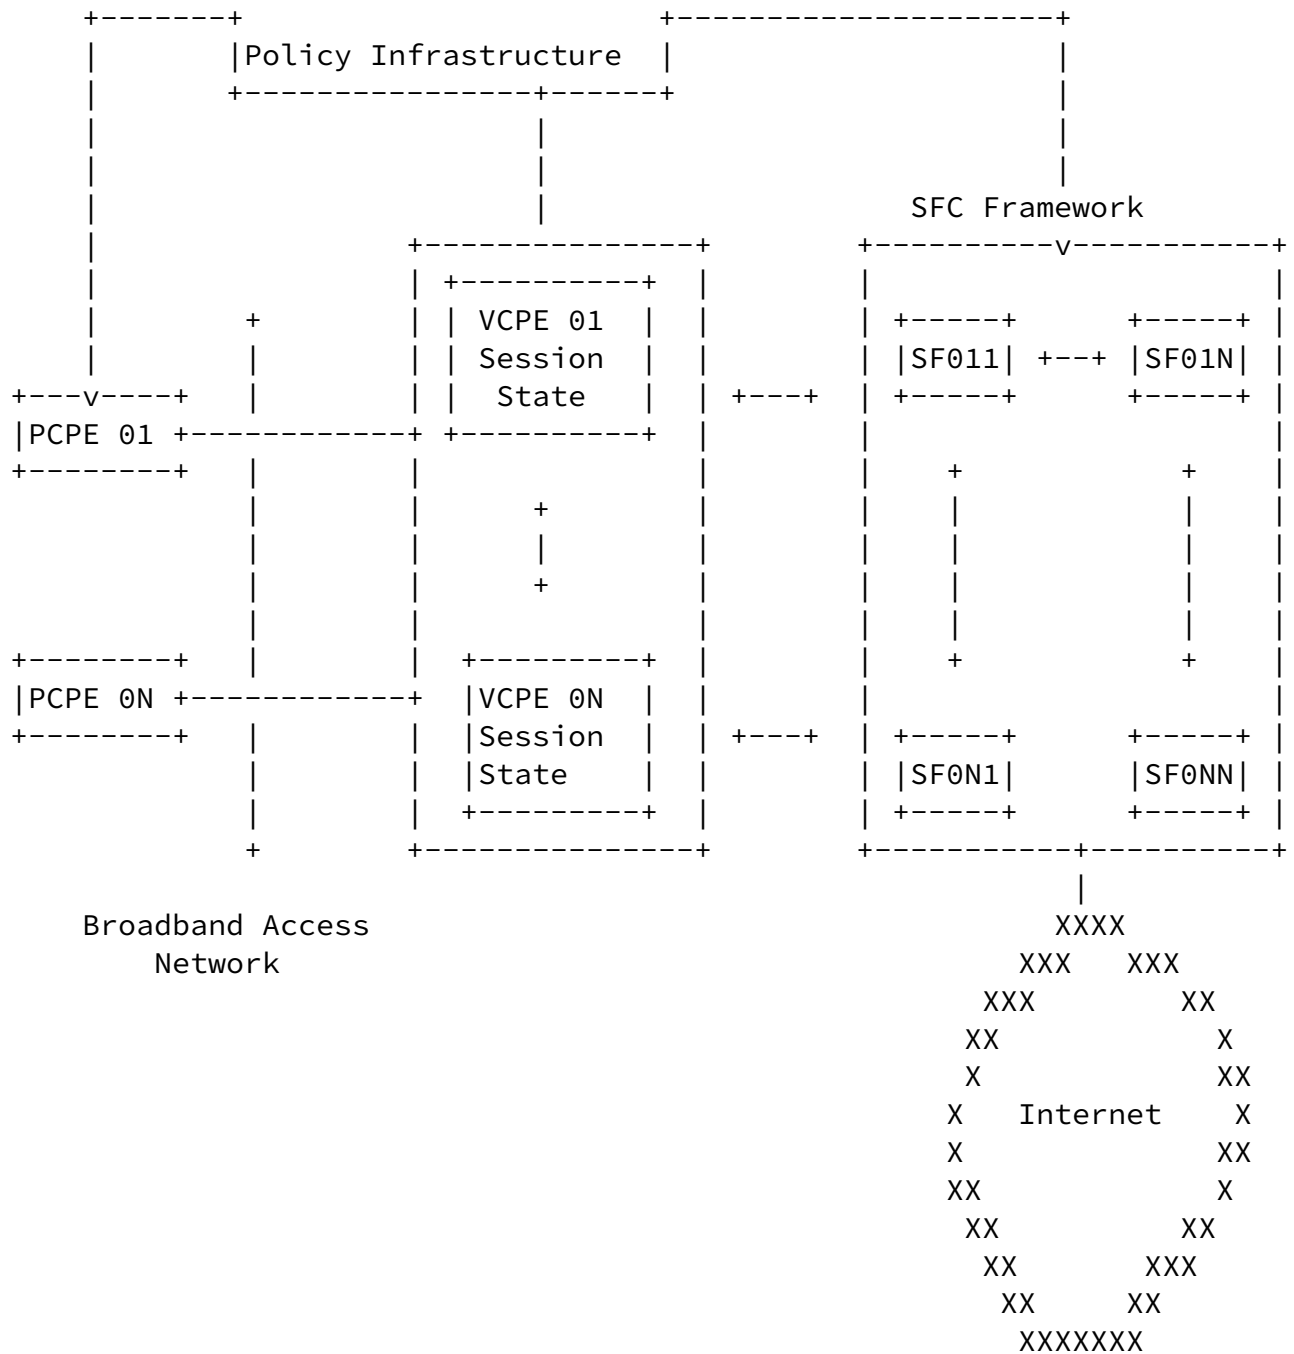 Policy Infrastructure
SFC Framework
VCPE 01
Session
State
SF011
SF01N
PCPE 01
PCPE 0N
VCPE 0N
Session
State
SF0N1
SF0NN
Broadband Access
Network
Internet